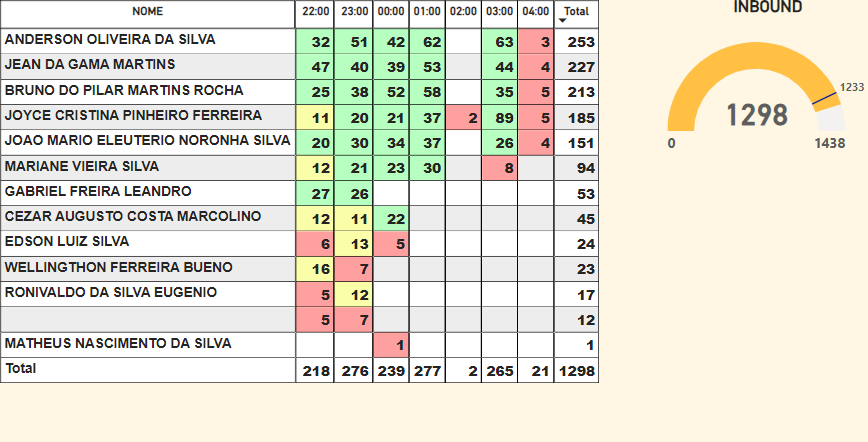 NOME 22:00 23:00 00:00 01:00 02:00 03:00 04:00 Total
ANDERSON OLIVEIRA DA SILVA 32 51 42 62 63 3 253
JEAN DA GAMA MARTINS 47 40 39 53 44 4 227
BRUNO DO PILAR MARTINS ROCHA 25 38 52 58 35 5 213
JOYCE CRISTINA PINHEIRO FERREIRA 11 20 21 37 2 89 5 185
JOAO MARIO ELEUTERIO NORONHA SILVA 20 30 34 37 26 4 151
MARIANE VIEIRA SILVA 12 21 23 30 8 94
GABRIEL FREIRA LEANDRO 27 26 53
CEZAR AUGUSTO COSTA MARCOLINO 12 11 22 45
EDSON LUIZ SILVA 6 13 5 24
WELLINGTHON FERREIRA BUENO 16 7 23
RONIVALDO DA SILVA EUGENIO 5 12 17
5 7 12
MATHEUS NASCIMENTO DA SILVA 1 1
Total 218 276 239 277 2 265 21 1298
INBOUND
1233
1298
0 1438